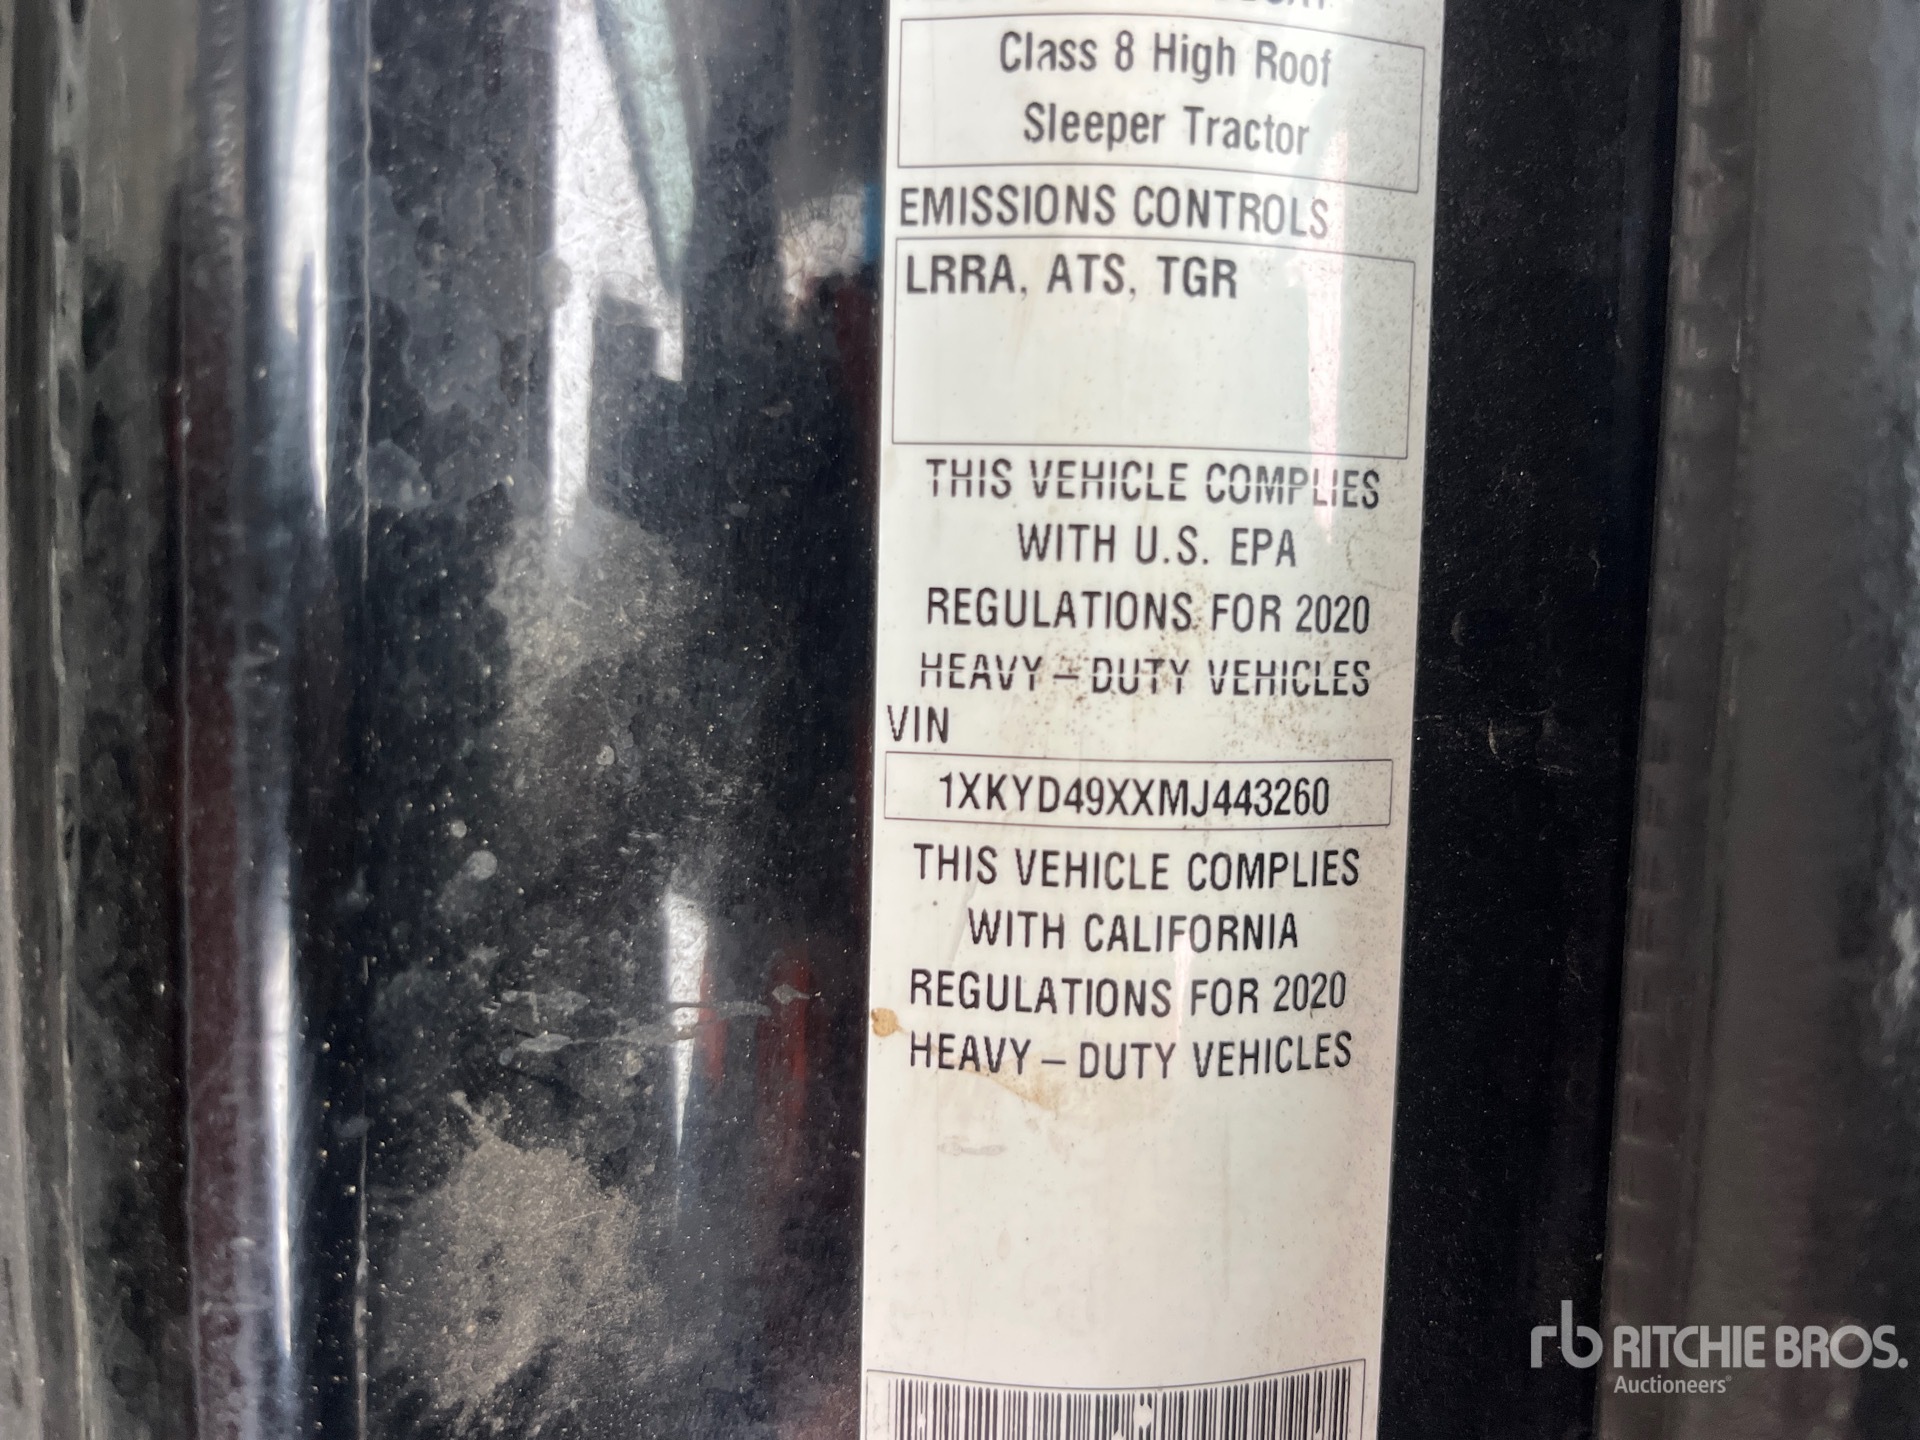 Class 8 High Roof
Sleeper Tractor
EMISSIONS CONTROLS
LRRA, ATS, TGR
THIS VEHICLE COMPLIES
WITH U.S. EPA
REGULATIONS FOR 2020
HEAVY – DUTY VEHICLES
VIN
1XKYD49XXMJ443260
THIS VEHICLE COMPLIES
WITH CALIFORNIA
REGULATIONS FOR 2020
HEAVY – DUTY VEHICLES
rb RITCHIE BROS.
Auctioneers